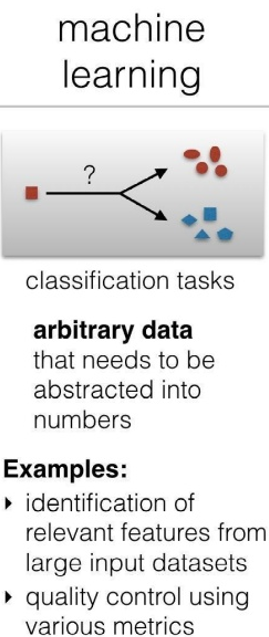 machine
learning
?
classification tasks
arbitrary data
that needs to be
abstracted into
numbers
Examples:
‣ identification of
relevant features from
large input datasets
‣ quality control using
various metrics